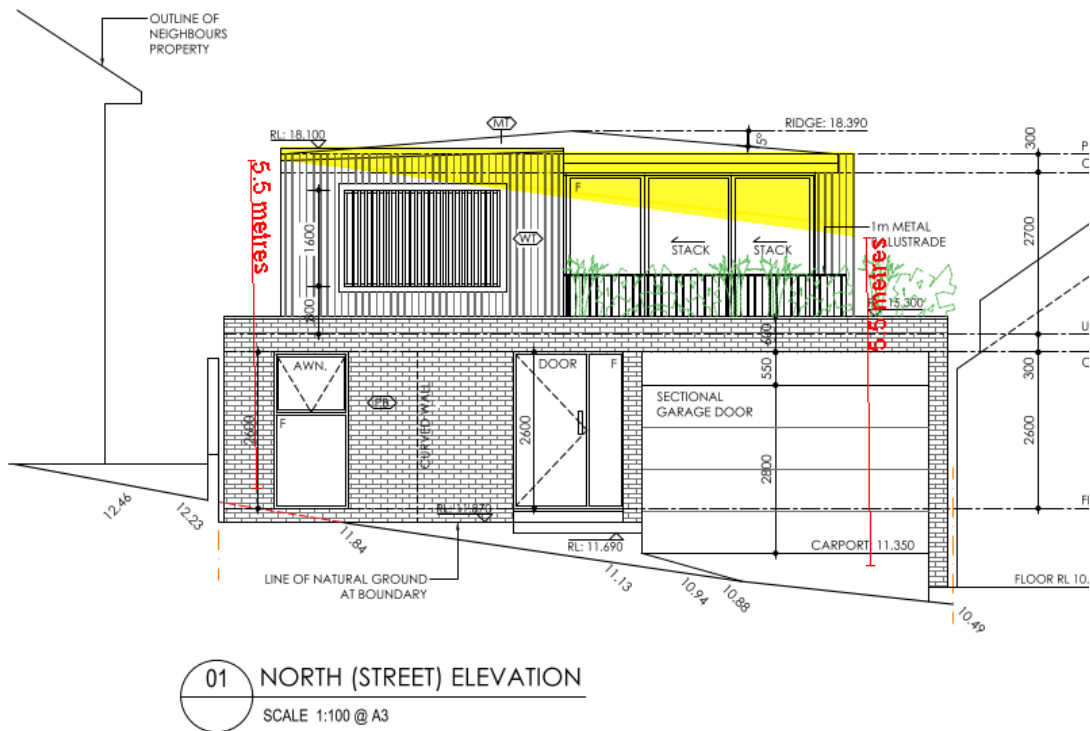 OUTLINE OF
NEIGHBOURS
PROPERTY
MT
RL: 18.100
RIDGE: 18.390
5°
300
P
C
5.5 metres
F
1600
WT
1m METAL
BALUSTRADE
2700
STACK
STACK
15.300
5.5 metres
600
U
AWN.
DOOR
F
550
300
C
SECTIONAL
GARAGE DOOR
F
CURVED WALL
2600
2600
2800
2600
12.46
12.23
11.84
RL: 11.690
CARPORT: 11.350
LINE OF NATURAL GROUND
AT BOUNDARY
11.13
10.94
10.88
FLOOR RL 10.
10.49
01
NORTH (STREET) ELEVATION
SCALE 1:100 @ A3